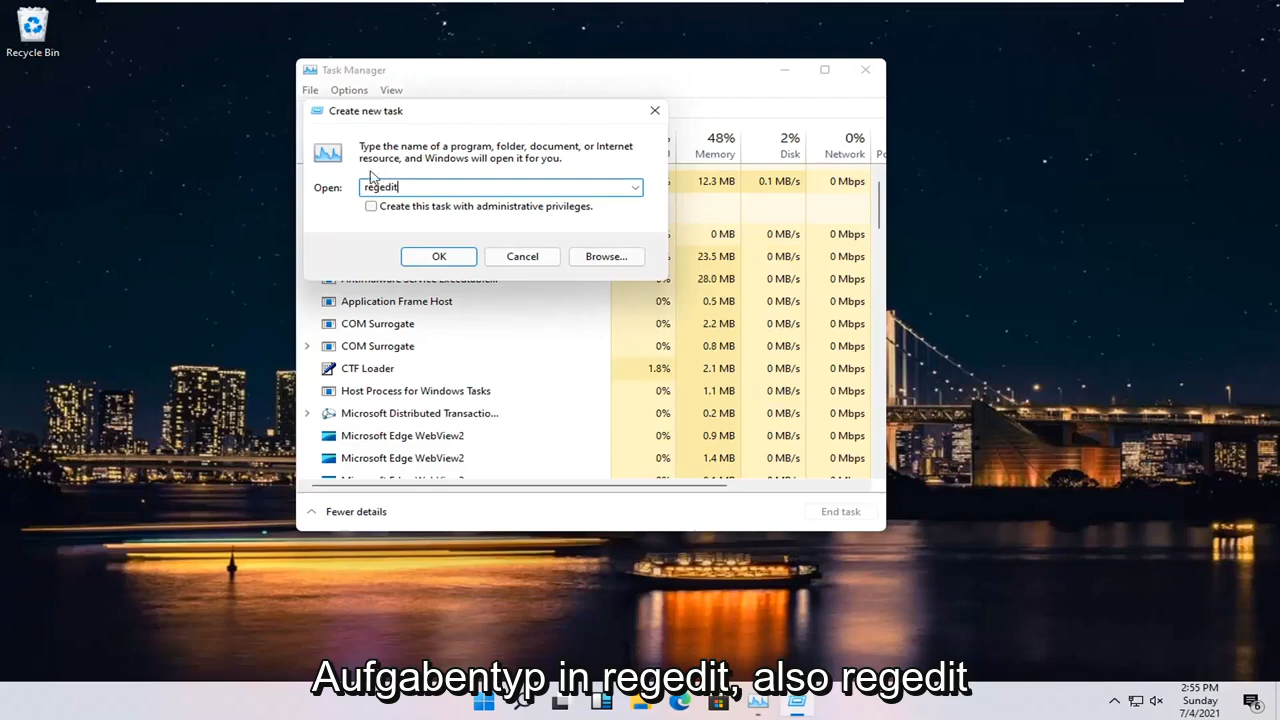 Recycle Bin
Task Manager
File Options View
Create new task
Type the name of a program, folder, document, or Internet
resource, and Windows will open it for you.
Open: regedit
Create this task with administrative privileges.
OK Cancel Browse...
48% 2% 0%
Memory Disk Network
12.3 MB 0.1 MB/s 0 Mbps
0 MB 0 MB/s 0 Mbps
23.5 MB 0 MB/s 0 Mbps
28.0 MB 0 MB/s 0 Mbps
Application Frame Host 0% 0.5 MB 0 MB/s 0 Mbps
COM Surrogate 0% 2.2 MB 0 MB/s 0 Mbps
COM Surrogate 0% 0.8 MB 0 MB/s 0 Mbps
CTF Loader 1.8% 2.1 MB 0 MB/s 0 Mbps
Host Process for Windows Tasks 0% 1.1 MB 0 MB/s 0 Mbps
Microsoft Distributed Transactio... 0% 0.2 MB 0 MB/s 0 Mbps
Microsoft Edge WebView2 0% 0.9 MB 0 MB/s 0 Mbps
Microsoft Edge WebView2 0% 1.4 MB 0 MB/s 0 Mbps
Fewer details End task
Aufgabentyp in regedit, also regedit
2:55 PM
Sunday
7/4/2021
6